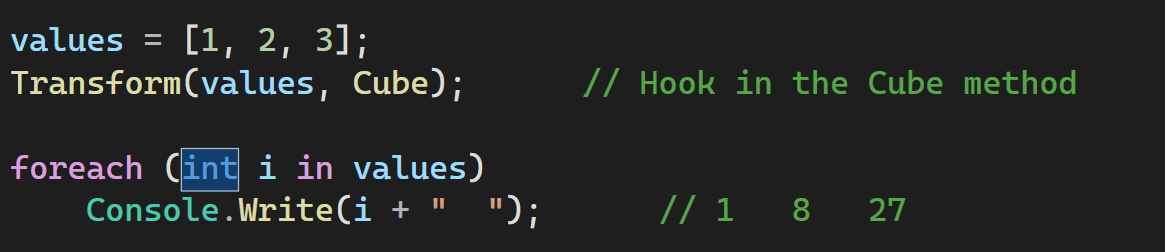 values = [1, 2, 3];
Transform(values, Cube);      // Hook in the Cube method
foreach (int i in values)
    Console.Write(i + "  ");      // 1   8   27